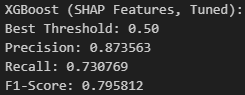 XGBoost (SHAP Features, Tuned):
Best Threshold: 0.50
Precision: 0.873563
Recall: 0.730769
F1-Score: 0.795812